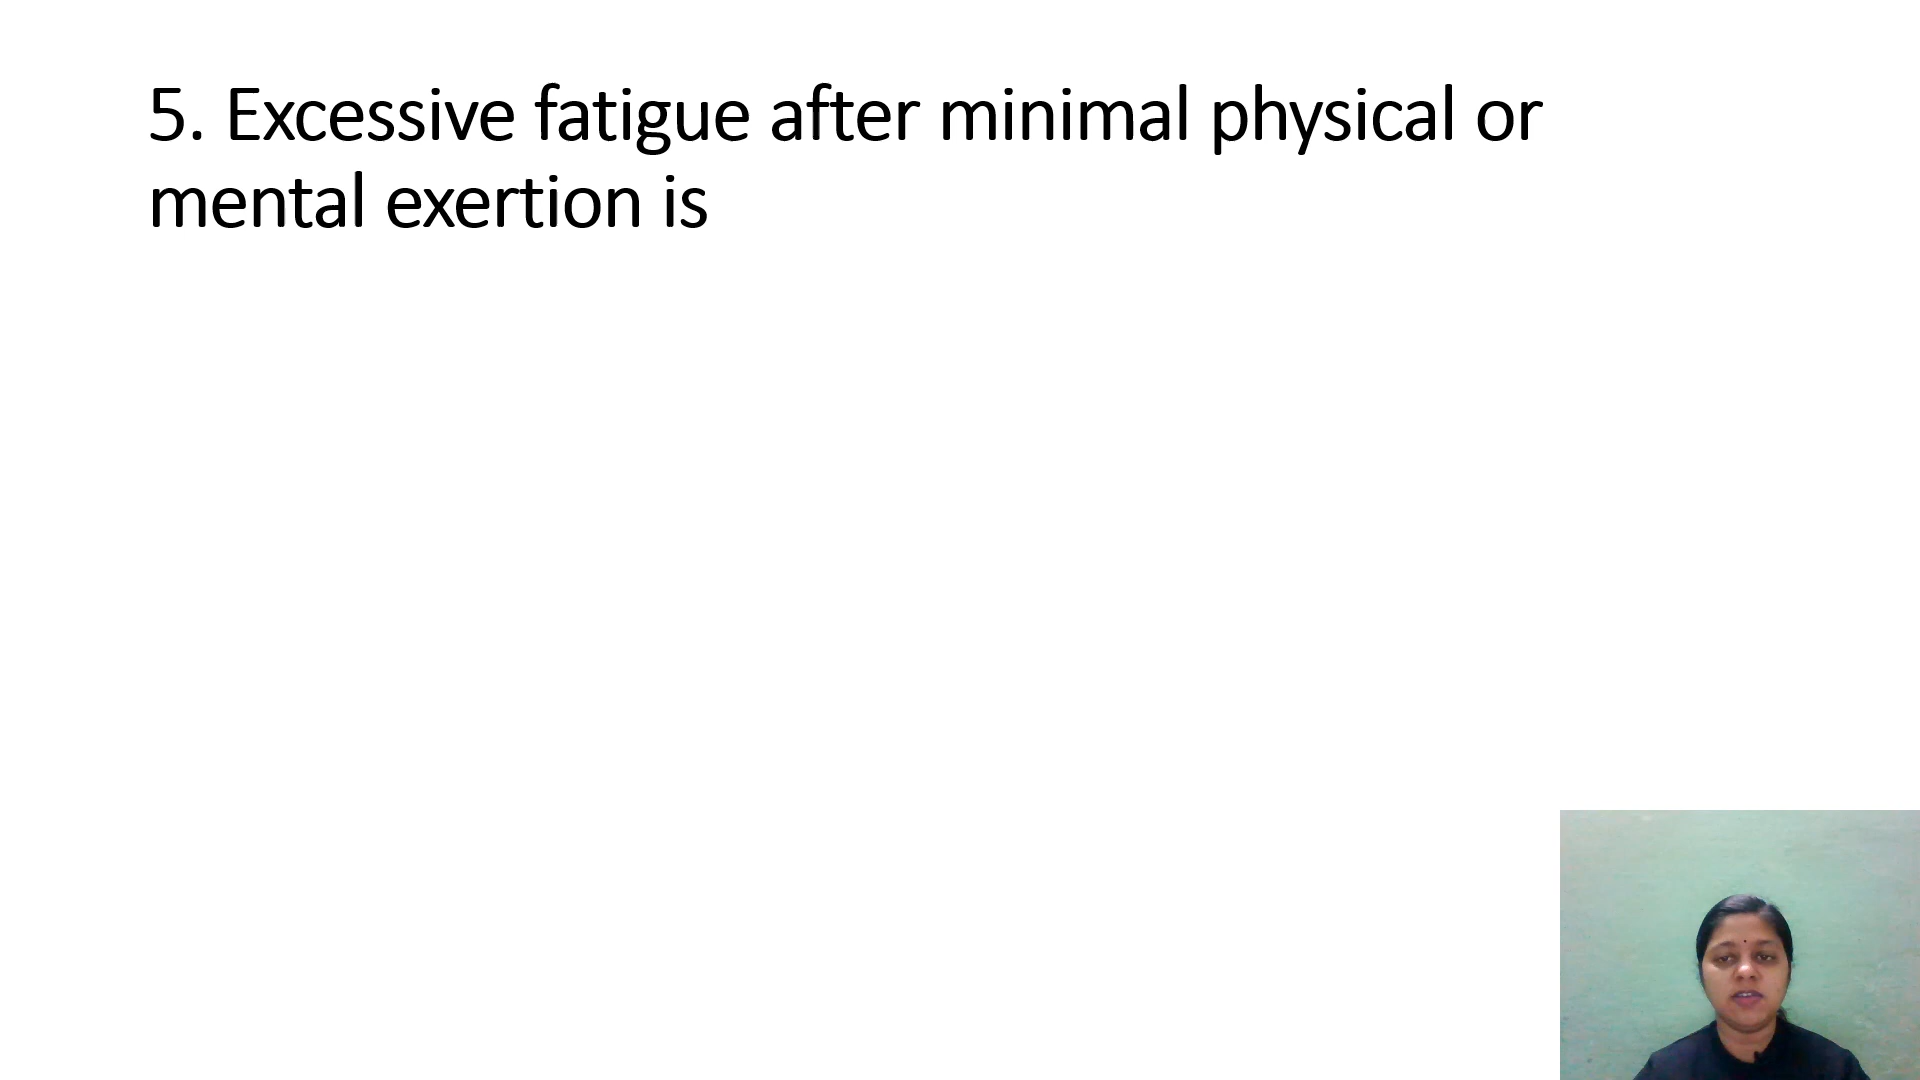 5. Excessive fatigue after minimal physical or
mental exertion is